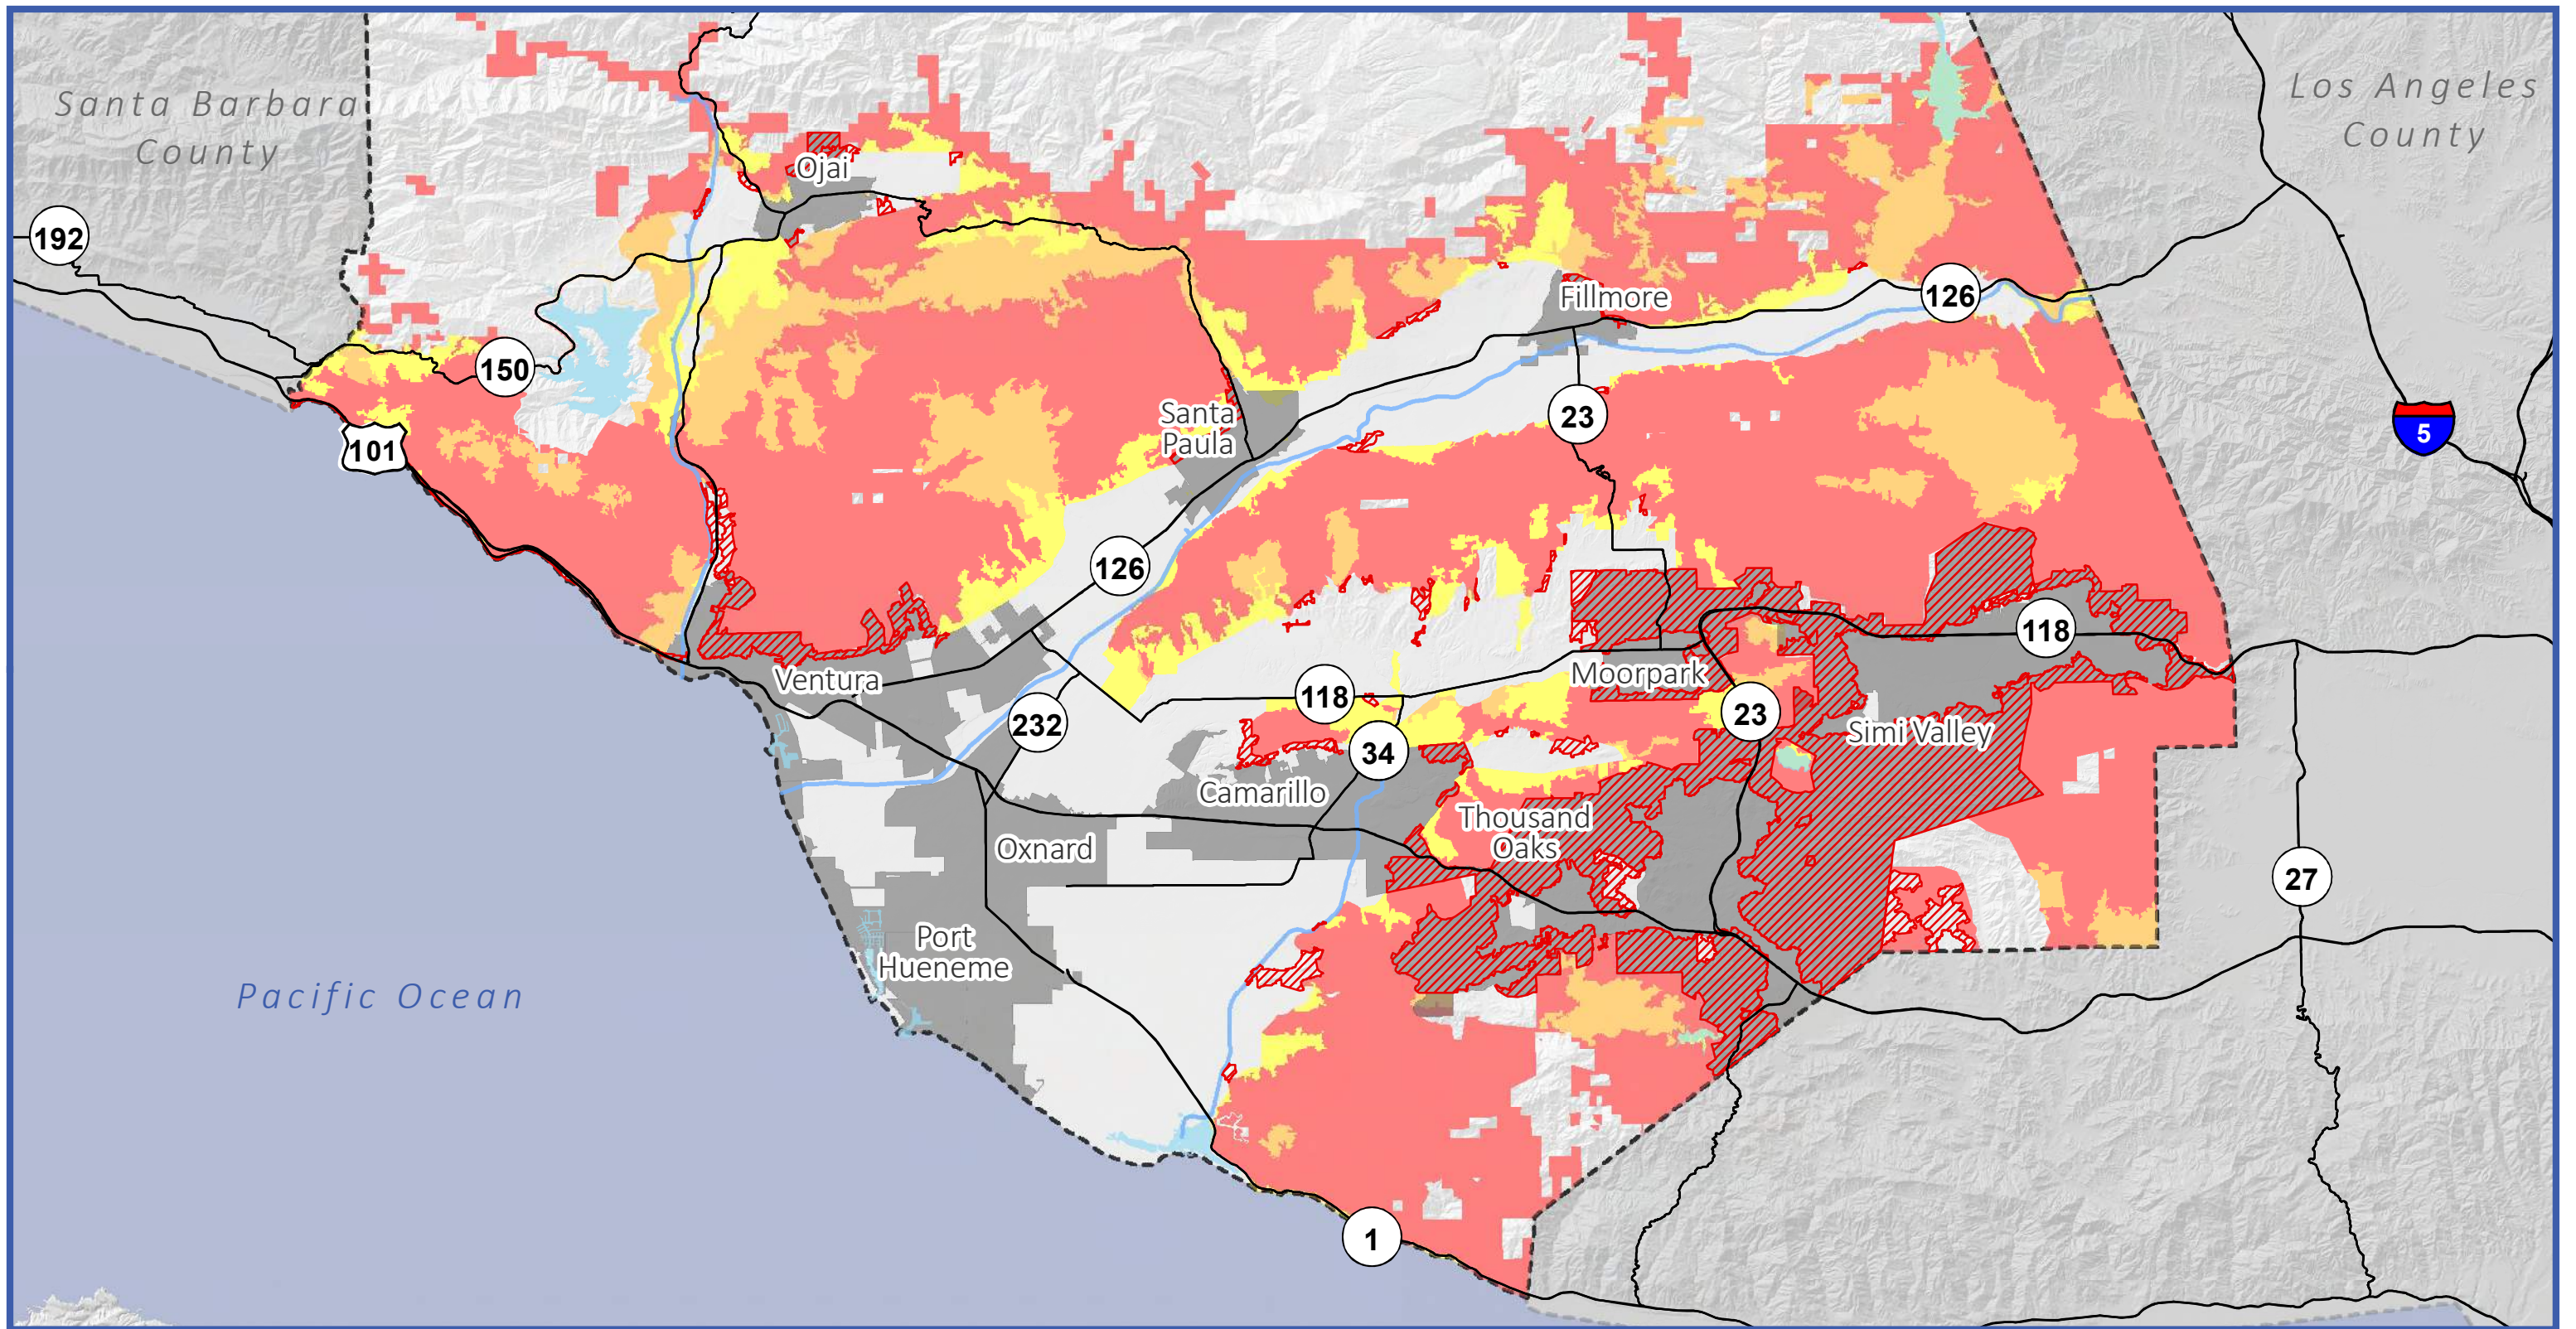 Santa Barbara
County
Los Angeles
County
Ojai
192
Fillmore
126
150
Santa
Paula
23
101
5
126
118
Ventura
Moorpark
118
232
23
34
Simi Valley
Camarillo
Thousand
Oaks
Oxnard
27
Port
Hueneme
Pacific Ocean
1